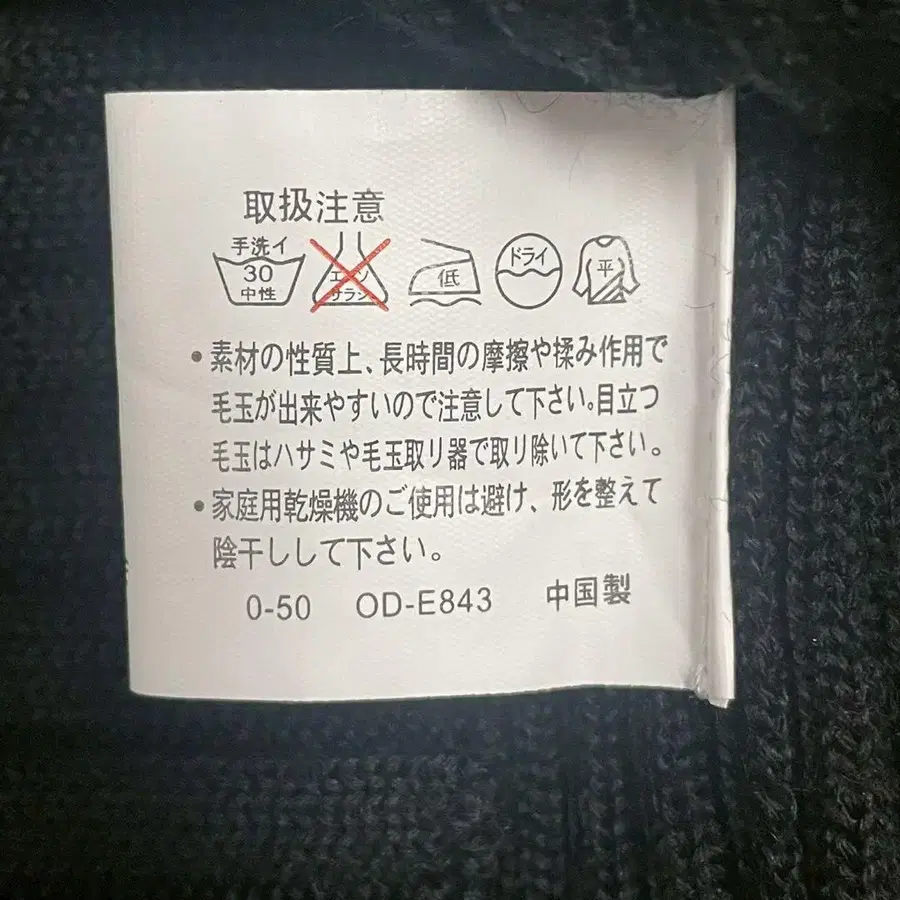 取扱注意
手洗イ
30
中性
エンソ
サラシ
低
ドライ
平
• 素材の性質上、長時間の摩擦や揉み作用で
毛玉が出来やすいので注意して下さい。目立つ
毛玉はハサミや毛玉取り器で取り除いて下さい。
• 家庭用乾燥機のご使用は避け、形を整えて
陰干しして下さい。
0-50 OD-E843 中国製